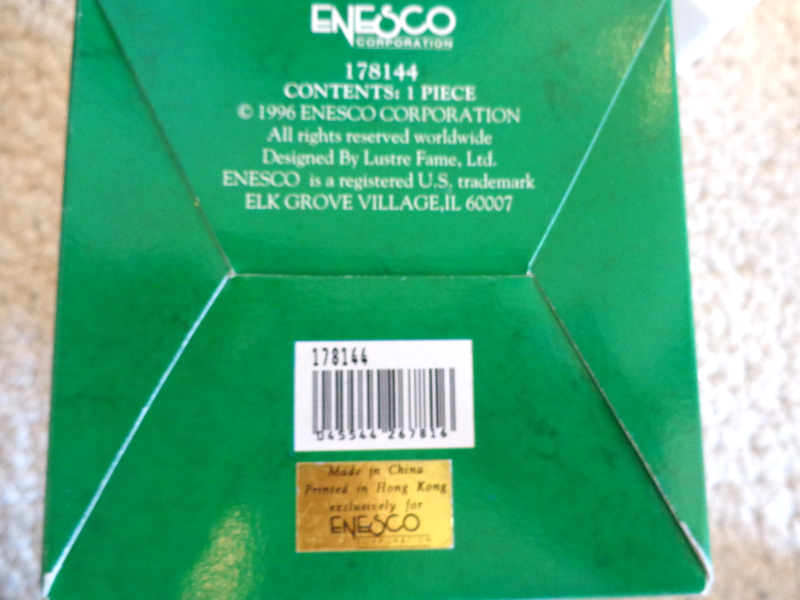 ENESCO
CORPORATION
178144
CONTENTS: 1 PIECE
© 1996 ENESCO CORPORATION
All rights reserved worldwide
Designed By Lustre Fame, Ltd.
ENESCO is a registered U.S. trademark
ELK GROVE VILLAGE,IL 60007
178144
045544 267816
Made in China
Printed in Hong Kong
exclusively for
ENESCO
CORPORATION